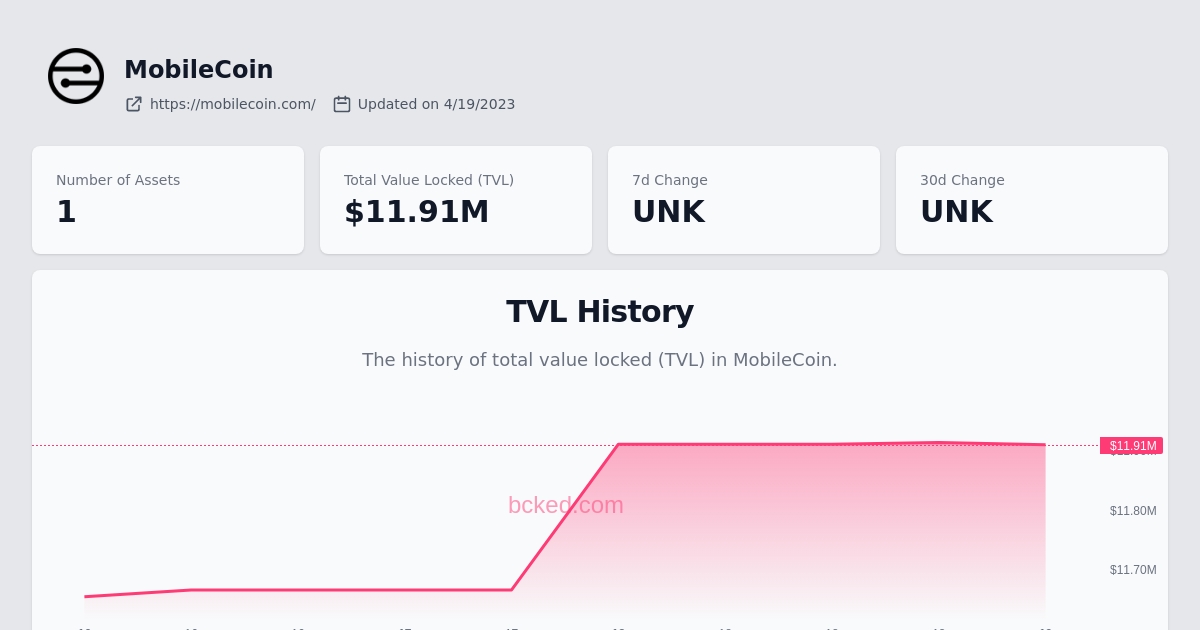 MobileCoin
https://mobilecoin.com/ Updated on 4/19/2023
Number of Assets
1
Total Value Locked (TVL)
$11.91M
7d Change
UNK
30d Change
UNK
TVL History
The history of total value locked (TVL) in MobileCoin.
$11.91M
bcked.com
$11.80M
$11.70M